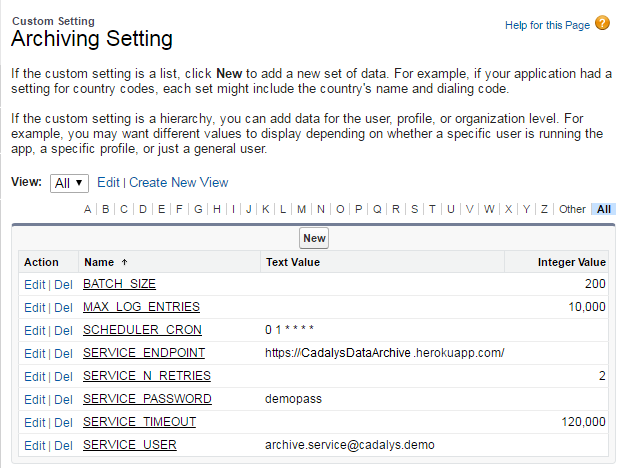 Custom Setting
Archiving Setting
Help for this Page ?
If the custom setting is a list, click New to add a new set of data. For example, if your application had a
setting for country codes, each set might include the country's name and dialing code.
If the custom setting is a hierarchy, you can add data for the user, profile, or organization level. For
example, you may want different values to display depending on whether a specific user is running the
app, a specific profile, or just a general user.
View: All ▼ Edit | Create New View
A | B | C | D | E | F | G | H | I | J | K | L | M | N | O | P | Q | R | S | T | U | V | W | X | Y | Z | Other All
New
Action Name ↑ Text Value Integer Value
Edit | Del BATCH_SIZE 200
Edit | Del MAX_LOG_ENTRIES 10,000
Edit | Del SCHEDULER_CRON 0 1 * * * *
Edit | Del SERVICE_ENDPOINT https://CadalysDataArchive.herokuapp.com/
Edit | Del SERVICE_N_RETRIES 2
Edit | Del SERVICE_PASSWORD demopass
Edit | Del SERVICE_TIMEOUT 120,000
Edit | Del SERVICE_USER archive.service@cadalys.demo